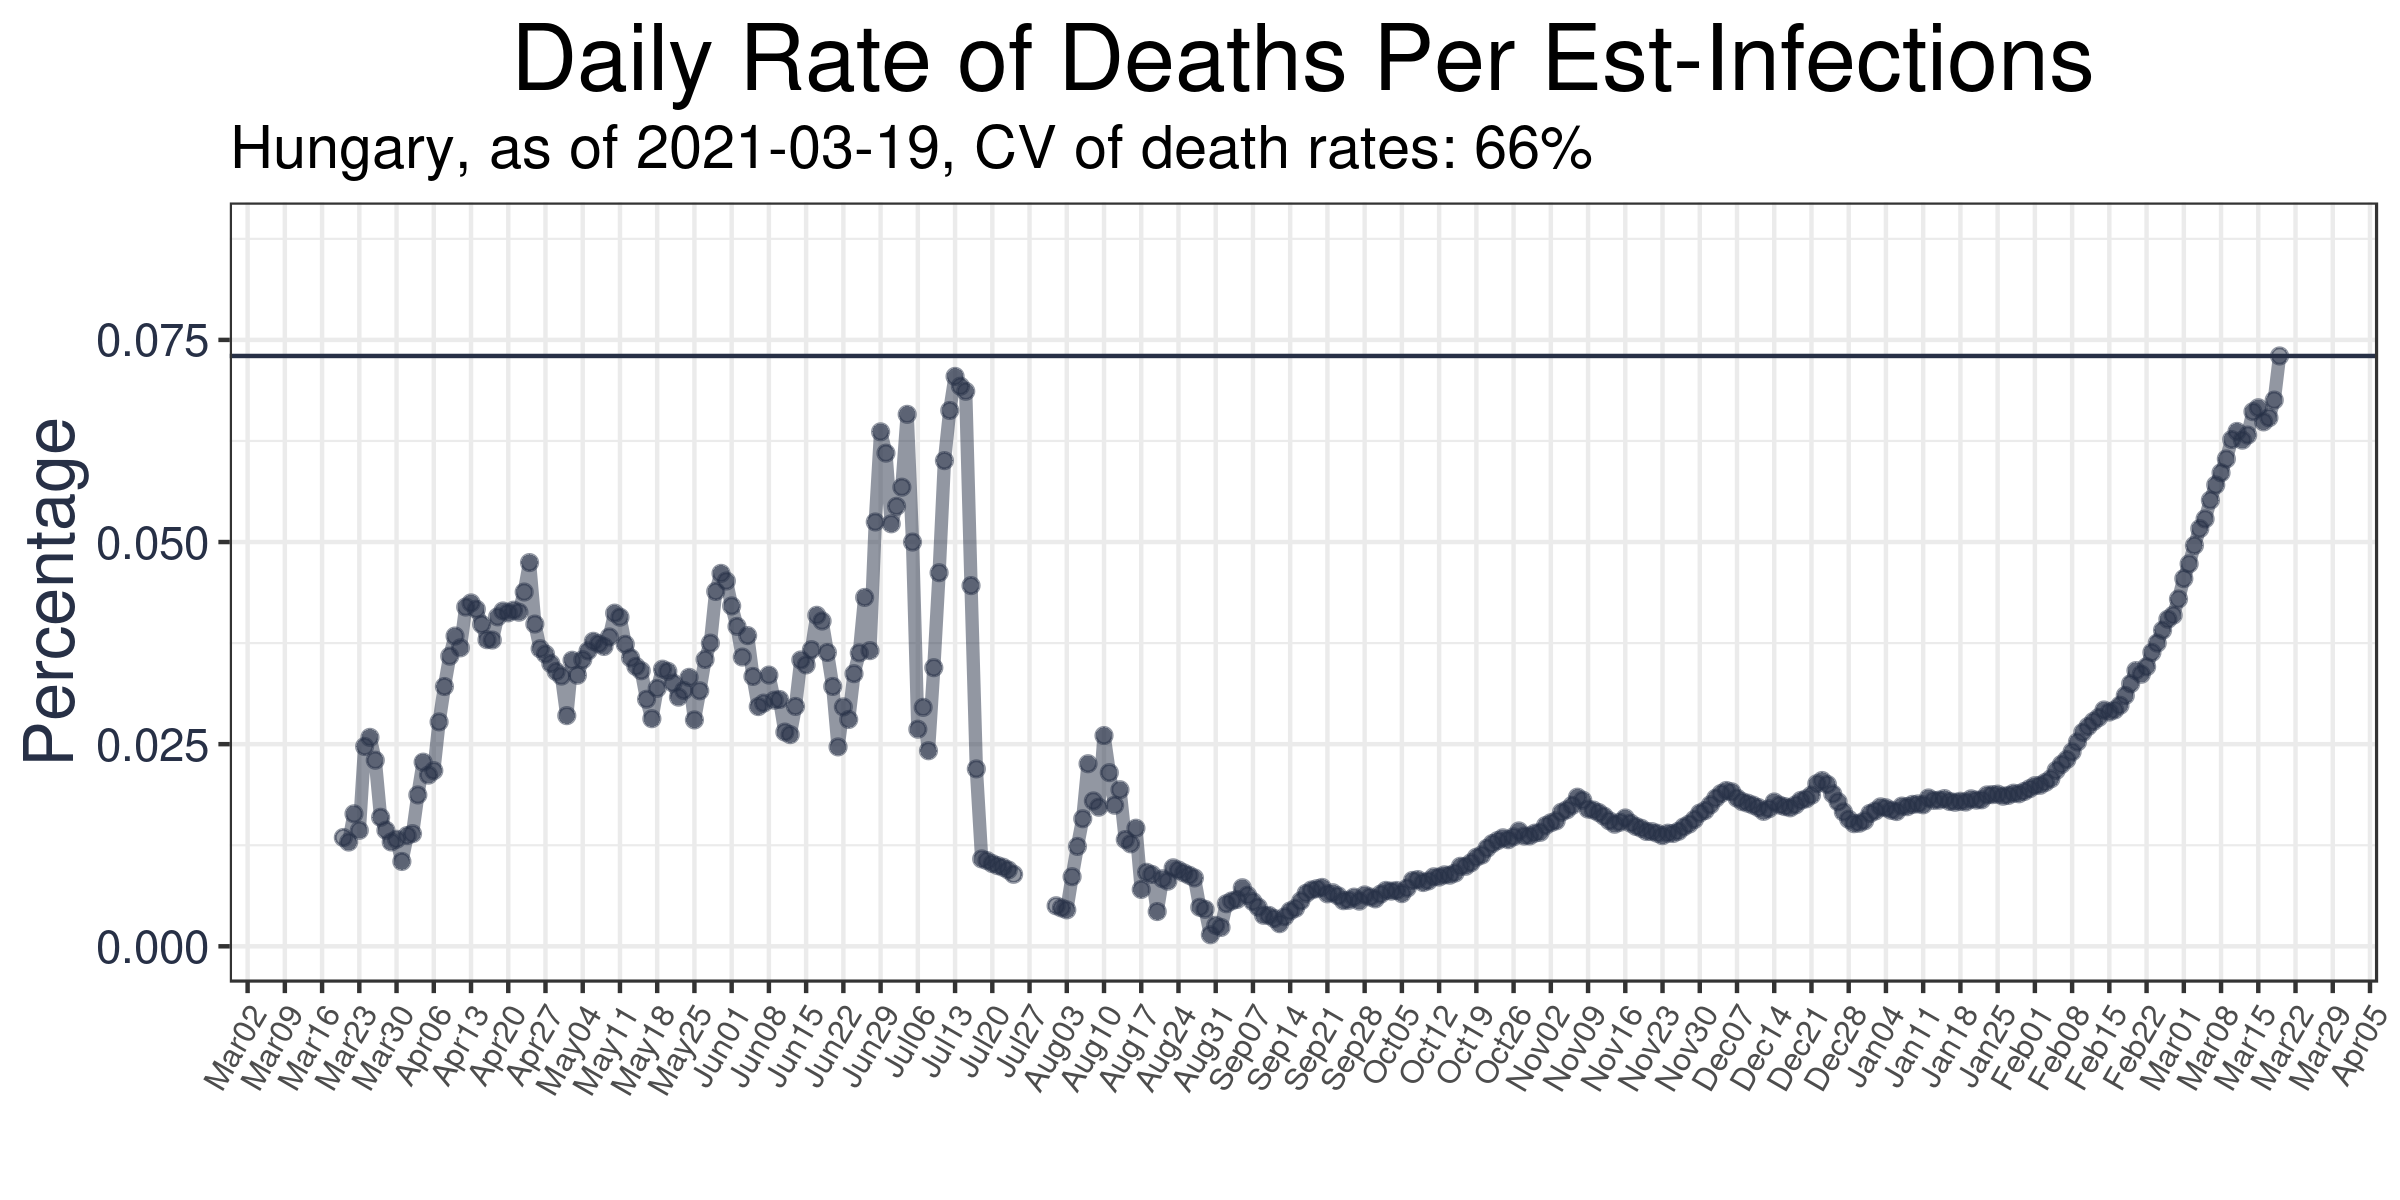 Daily Rate of Deaths Per Est-Infections
Hungary, as of 2021-03-19, CV of death rates: 66%
Percentage
0.075
0.050
0.025
0.000
Mar02
Mar09
Mar16
Mar23
Mar30
Apr06
Apr13
Apr20
Apr27
May04
May11
May18
May25
Jun01
Jun08
Jun15
Jun22
Jun29
Jul06
Jul13
Jul20
Jul27
Aug03
Aug10
Aug17
Aug24
Aug31
Sep07
Sep14
Sep21
Sep28
Oct05
Oct12
Oct19
Oct26
Nov02
Nov09
Nov16
Nov23
Nov30
Dec07
Dec14
Dec21
Dec28
Jan04
Jan11
Jan18
Jan25
Feb01
Feb08
Feb15
Feb22
Mar01
Mar08
Mar15
Mar22
Mar29
Apr05